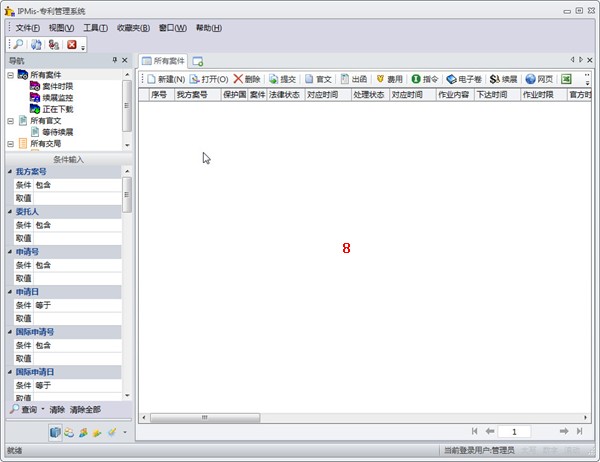 IPMis-专利管理系统
文件(F) 视图(V) 工具(T) 收藏夹(B) 窗口(W) 帮助(H)
导航
所有案件
案件时限
续展监控
正在下载
所有官文
等待续展
所有交局
条件输入
我方案号
条件 包含
取值
委托人
条件 包含
取值
申请号
条件 包含
取值
申请日
条件 等于
取值
国际申请号
条件 包含
取值
国际申请日
条件 等于
查询 清除 清除全部
所有案件
新建(N) 打开(O) 删除 提交 官文 出函 费用 指令 电子卷 续展 网页
序号 我方案号 保护国 案件 法律状态 对应时间 处理状态 对应时间 作业内容 下达时间 作业时限 官方时
8
1
就绪
当前登录用户:管理员